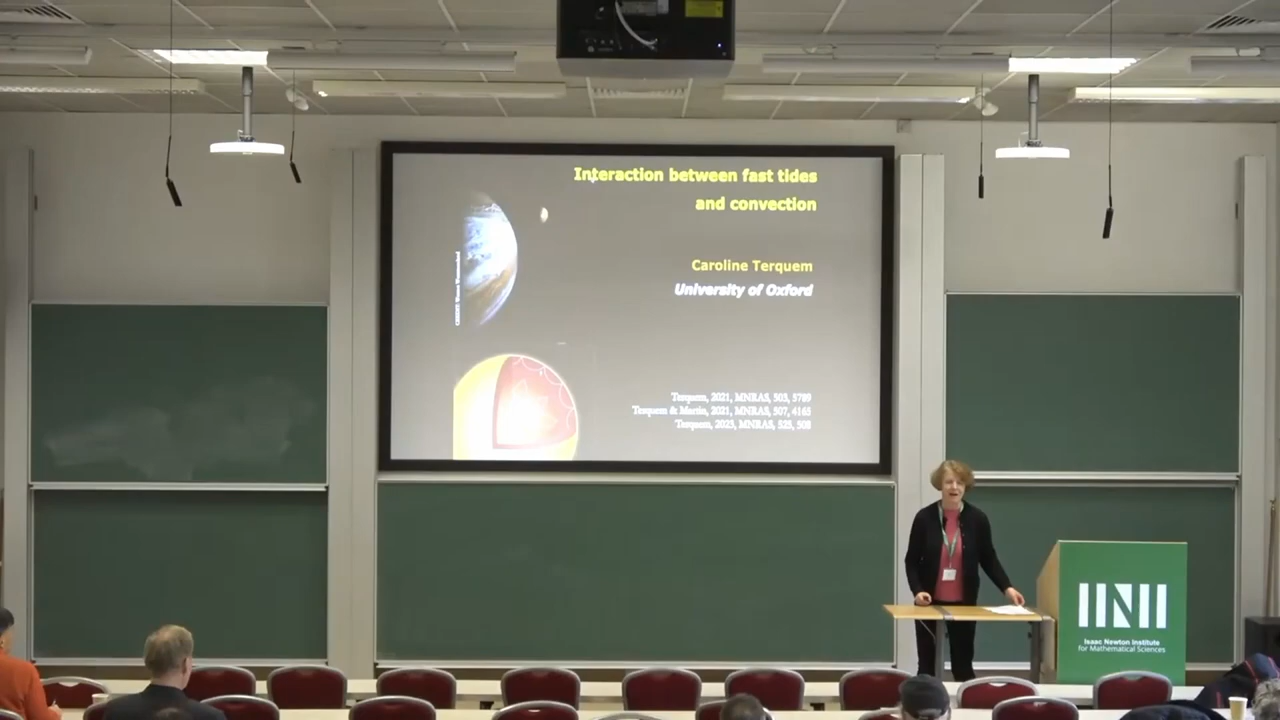 Interaction between fast tides
and convection
Caroline Terquem
University of Oxford
Terquem, 2021, MNRAS, 503, 5789
Terquem & Martin, 2021, MNRAS, 507, 4165
Terquem, 2023, MNRAS, 525, 508
Isaac Newton Institute
for Mathematical Sciences